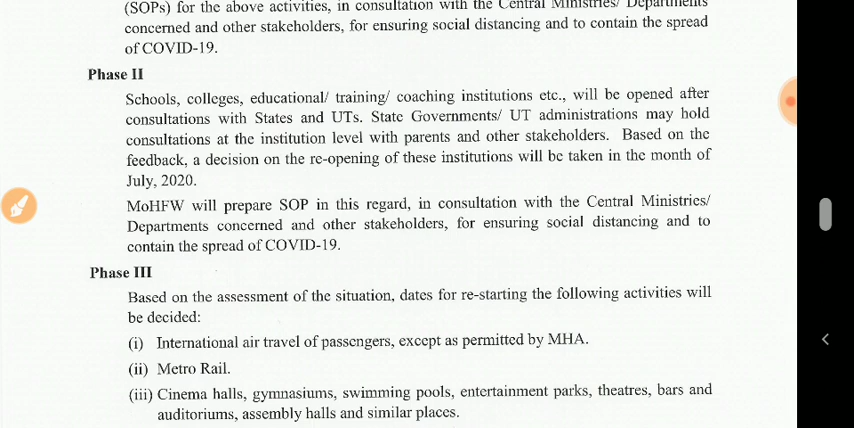 (SOPs) for the above activities, in consultation with the Central Ministries/ Departments
concerned and other stakeholders, for ensuring social distancing and to contain the spread
of COVID-19.
Phase II
Schools, colleges, educational/ training/ coaching institutions etc., will be opened after
consultations with States and UTs. State Governments/ UT administrations may hold
consultations at the institution level with parents and other stakeholders. Based on the
feedback, a decision on the re-opening of these institutions will be taken in the month of
July, 2020.
MoHFW will prepare SOP in this regard, in consultation with the Central Ministries/
Departments concerned and other stakeholders, for ensuring social distancing and to
contain the spread of COVID-19.
Phase III
Based on the assessment of the situation, dates for re-starting the following activities will
be decided:
(i) International air travel of passengers, except as permitted by MHA.
(ii) Metro Rail.
(iii) Cinema halls, gymnasiums, swimming pools, entertainment parks, theatres, bars and
auditoriums, assembly halls and similar places.